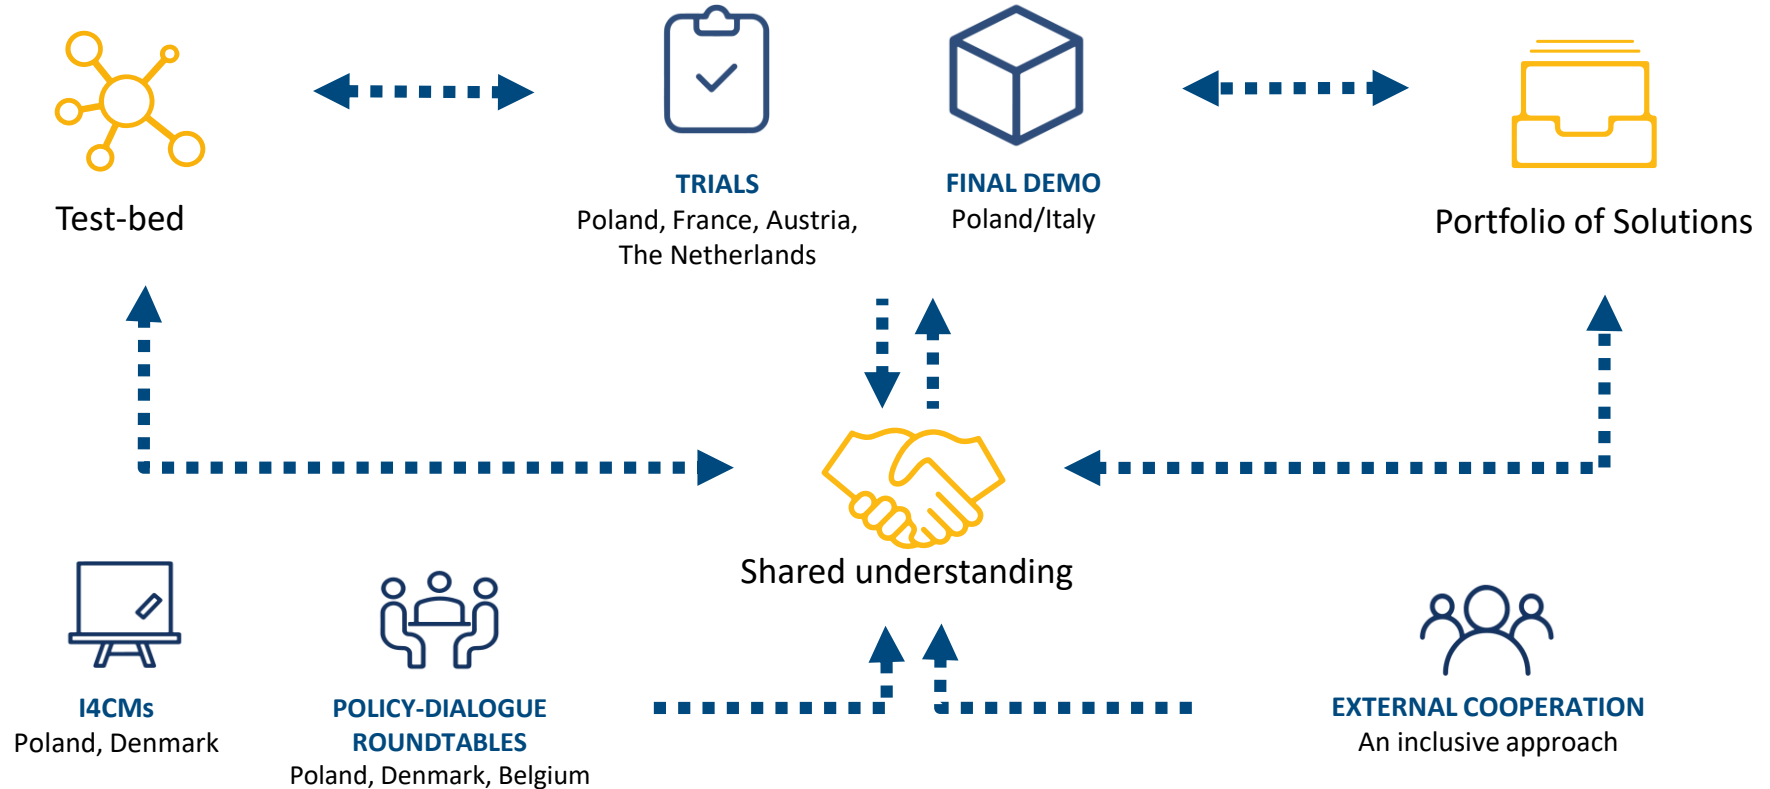 TRIALS
Poland, France, Austria,
The Netherlands
FINAL DEMO
Poland/Italy
Test-bed
Portfolio of Solutions
Shared understanding
I4CMs
Poland, Denmark
POLICY-DIALOGUE
ROUNDTABLES
Poland, Denmark, Belgium
EXTERNAL COOPERATION
An inclusive approach